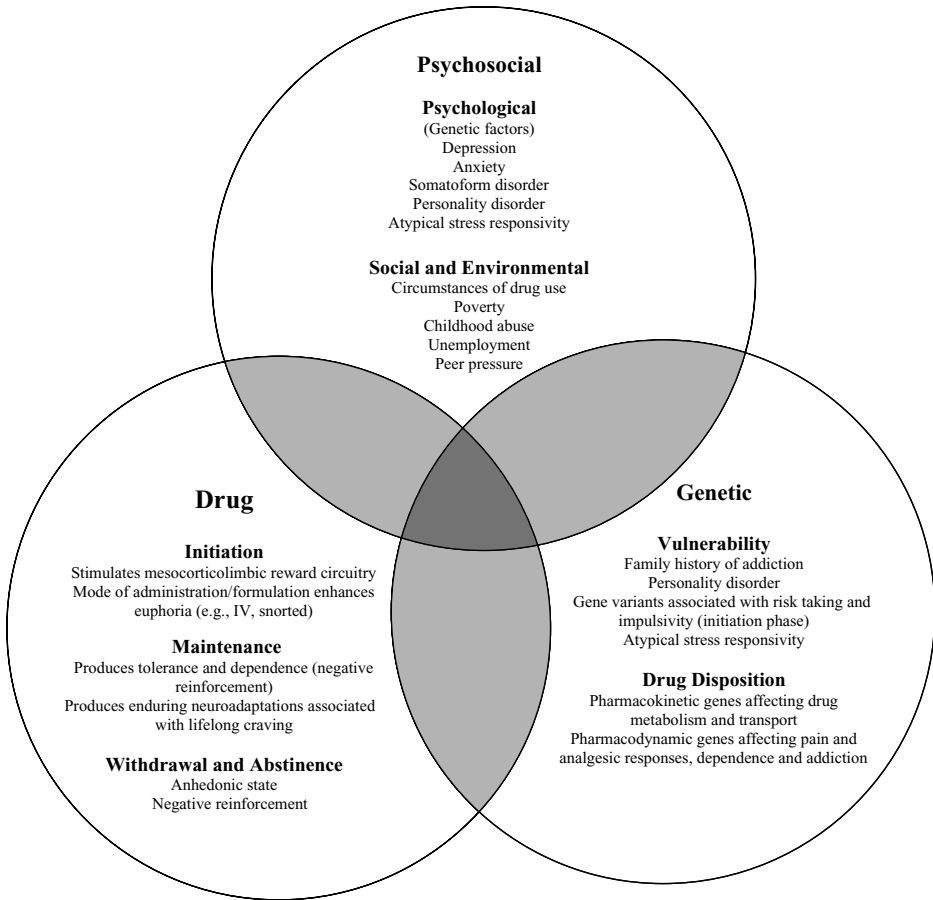 Psychosocial
Psychological
(Genetic factors)
Depression
Anxiety
Somatoform disorder
Personality disorder
Atypical stress responsivity
Social and Environmental
Circumstances of drug use
Poverty
Childhood abuse
Unemployment
Peer pressure
Drug
Initiation
Stimulates mesocorticolimbic reward circuitry
Mode of administration/formulation enhances
euphoria (e.g., IV, snorted)
Maintenance
Produces tolerance and dependence (negative
reinforcement)
Produces enduring neuroadaptations associated
with lifelong craving
Withdrawal and Abstinence
Anhedonic state
Negative reinforcement
Genetic
Vulnerability
Family history of addiction
Personality disorder
Gene variants associated with risk taking and
impulsivity (initiation phase)
Atypical stress responsivity
Drug Disposition
Pharmacokinetic genes affecting drug
metabolism and transport
Pharmacodynamic genes affecting pain and
analgesic responses, dependence and addiction